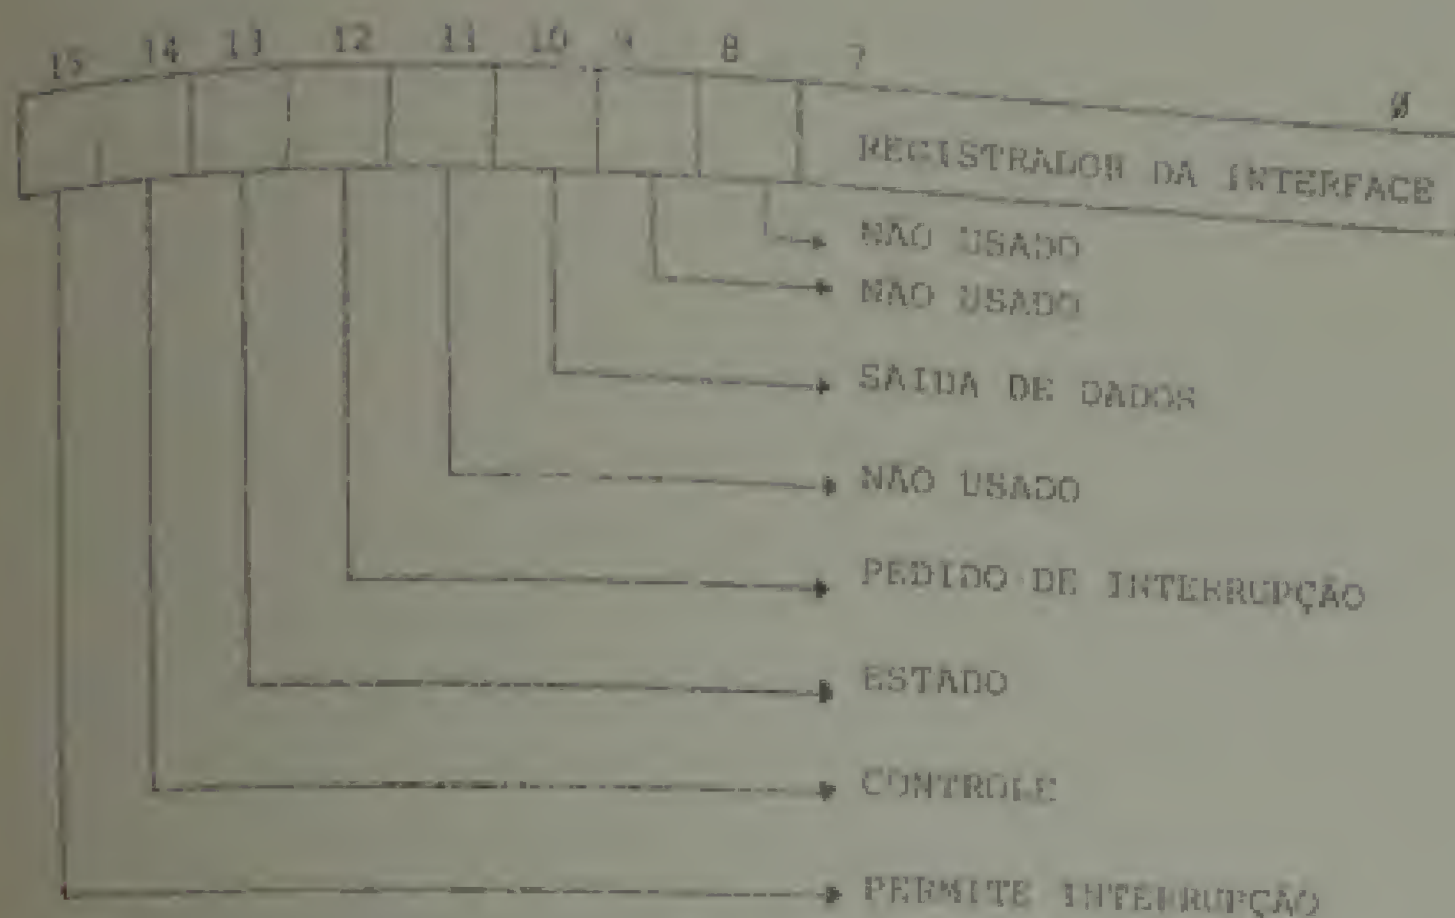 15 14 13 12 11 10 9 8 7 Ø
REGISTRADOR DA INTERFACE
NÃO USADO
NÃO USADO
SAIDA DE DADOS
NÃO USADO
PEDIDO DE INTERRUPÇÃO
ESTADO
CONTROLE
PERMITE INTERRUPÇÃO